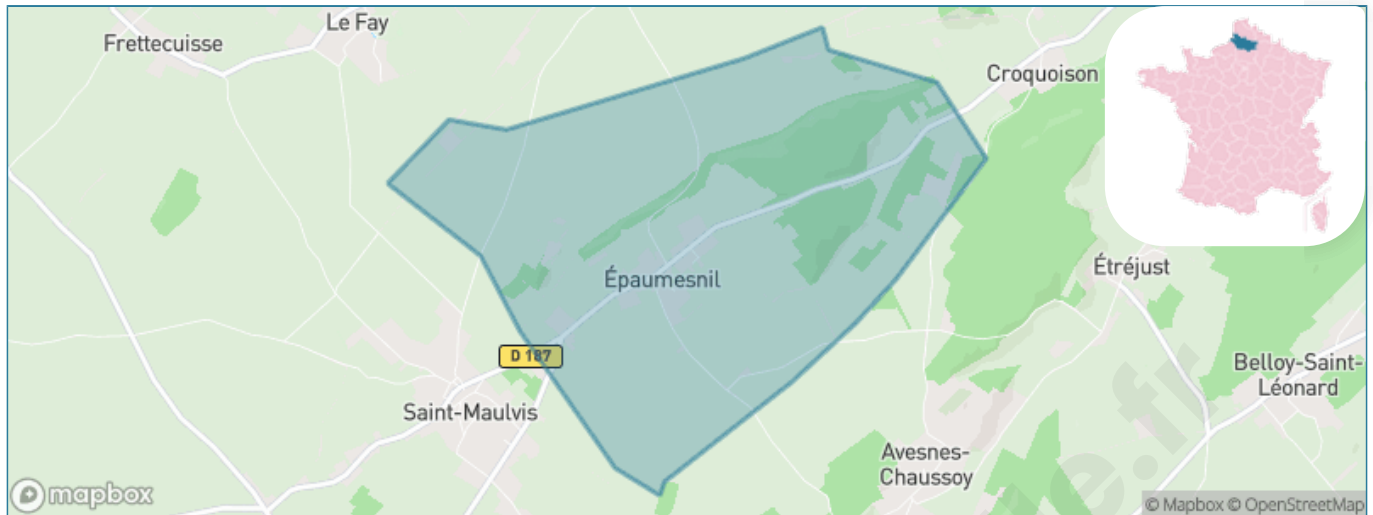 Le Fay
Frettecuisse
Croquoison
Étréjust
Épaumesnil
D 187
Belloy-Saint-
Léonard
Saint-Maulvis
Avesnes-
Chaussoy
mapbox
© Mapbox © OpenStreetMap